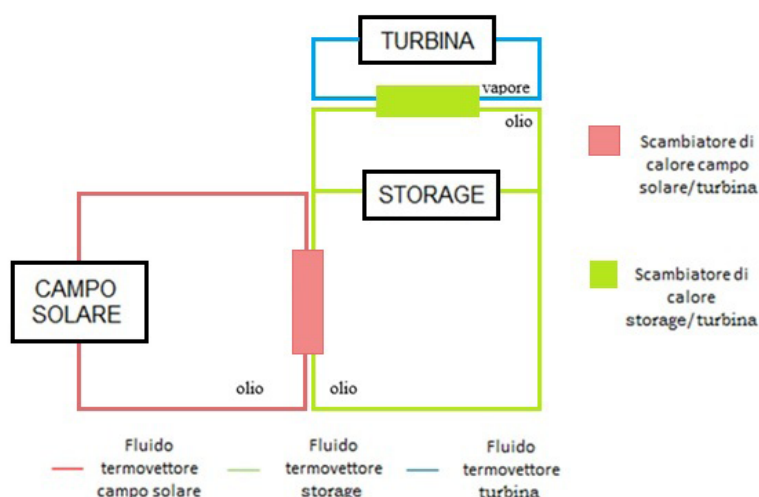 TURBINA
vapore
olio
STORAGE
Scambiatore di
calore campo
solare/turbina
CAMPO
SOLARE
Scambiatore di
calore
storage/turbina
olio
olio
Fluido
termovettore
campo solare
Fluido
termovettore
storage
Fluido
termovettore
turbina